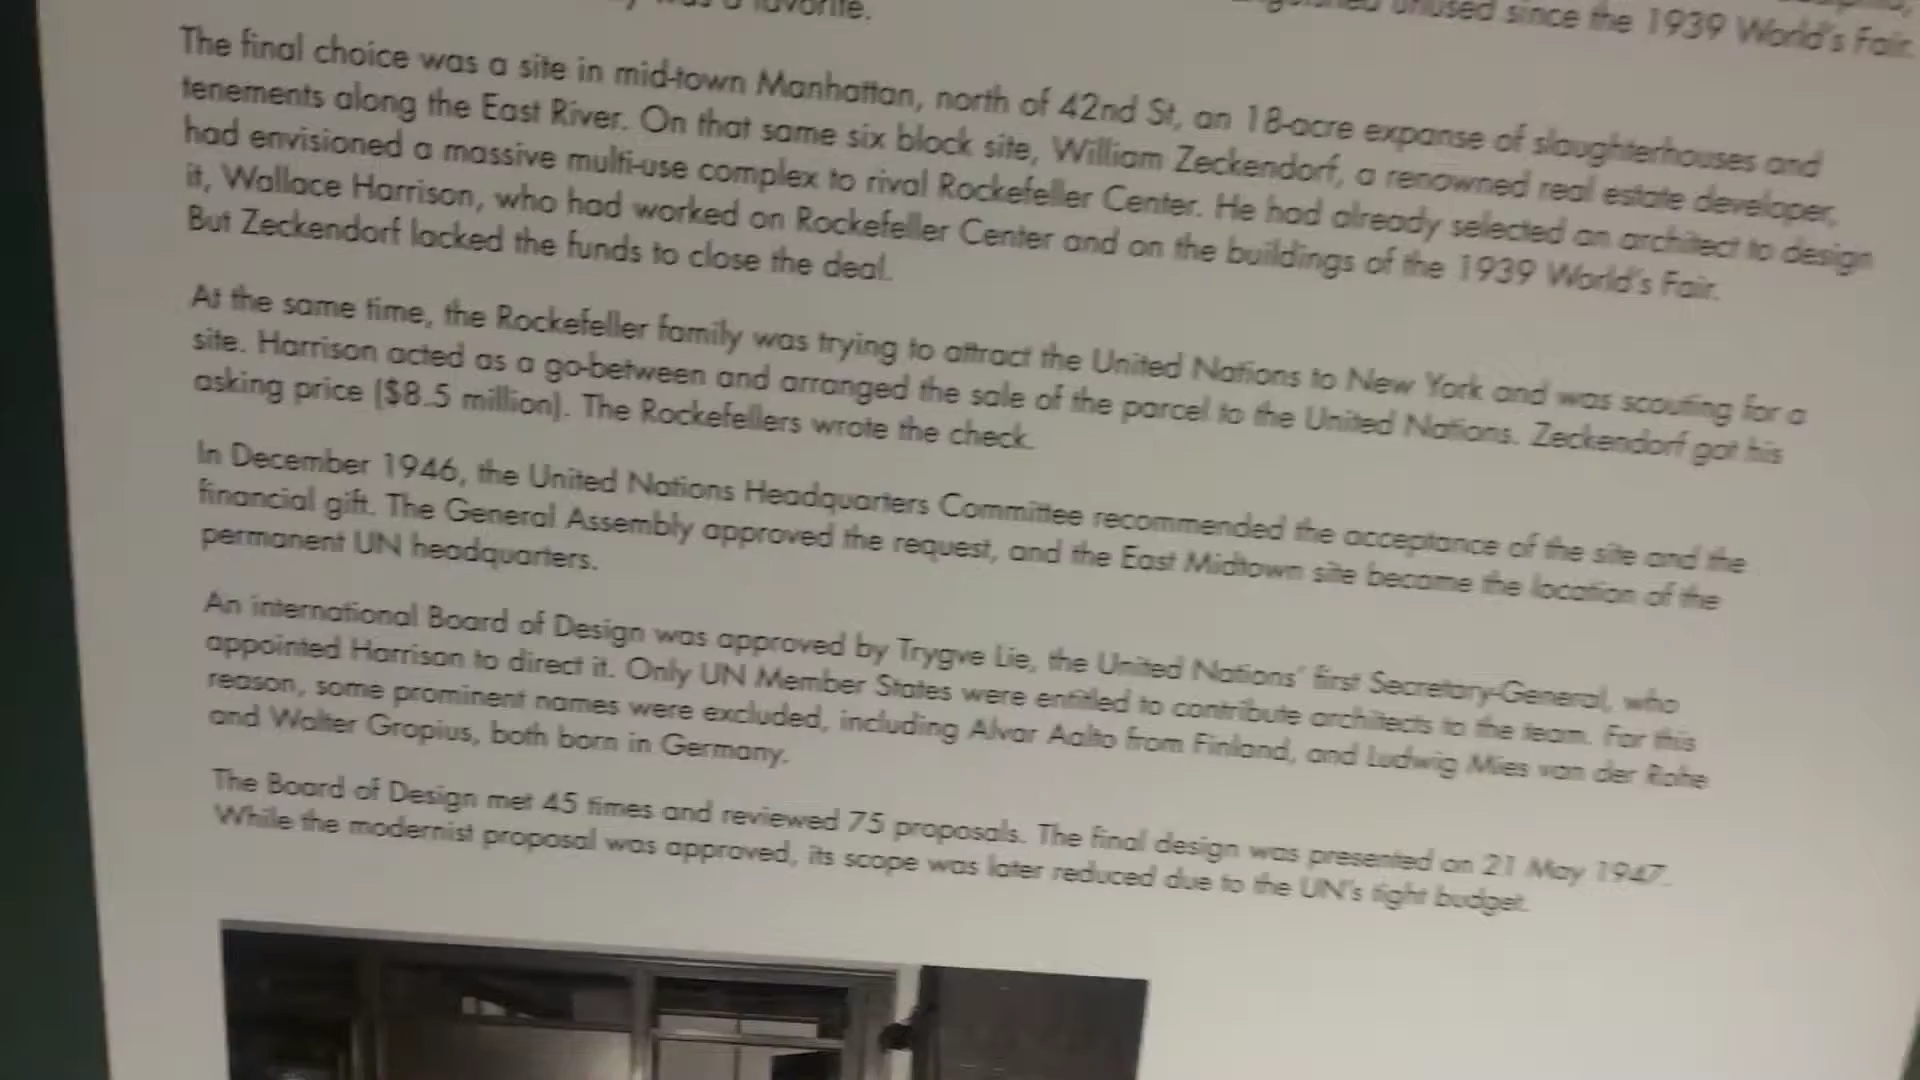 was a favorite.
unused since the 1939 World's Fair.
The final choice was a site in mid-town Manhattan, north of 42nd St, an 18-acre expanse of slaughterhouses and
tenements along the East River. On that same six block site, William Zeckendorf, a renowned real estate developer,
had envisioned a massive multi-use complex to rival Rockefeller Center. He had already selected an architect to design
it, Wallace Harrison, who had worked on Rockefeller Center and on the buildings of the 1939 World's Fair.
But Zeckendorf lacked the funds to close the deal.
At the same time, the Rockefeller family was trying to attract the United Nations to New York and was scouting for a
site. Harrison acted as a go-between and arranged the sale of the parcel to the United Nations. Zeckendorf got his
asking price ($8.5 million). The Rockefellers wrote the check.
In December 1946, the United Nations Headquarters Committee recommended the acceptance of the site and the
financial gift. The General Assembly approved the request, and the East Midtown site became the location of the
permanent UN headquarters.
An international Board of Design was approved by Trygve Lie, the United Nations' first Secretary-General, who
appointed Harrison to direct it. Only UN Member States were entitled to contribute architects to the team. For this
reason, some prominent names were excluded, including Alvar Aalto from Finland, and Ludwig Mies van der Rohe
and Walter Gropius, both born in Germany.
The Board of Design met 45 times and reviewed 75 proposals. The final design was presented on 21 May 1947.
While the modernist proposal was approved, its scope was later reduced due to the UN's tight budget.